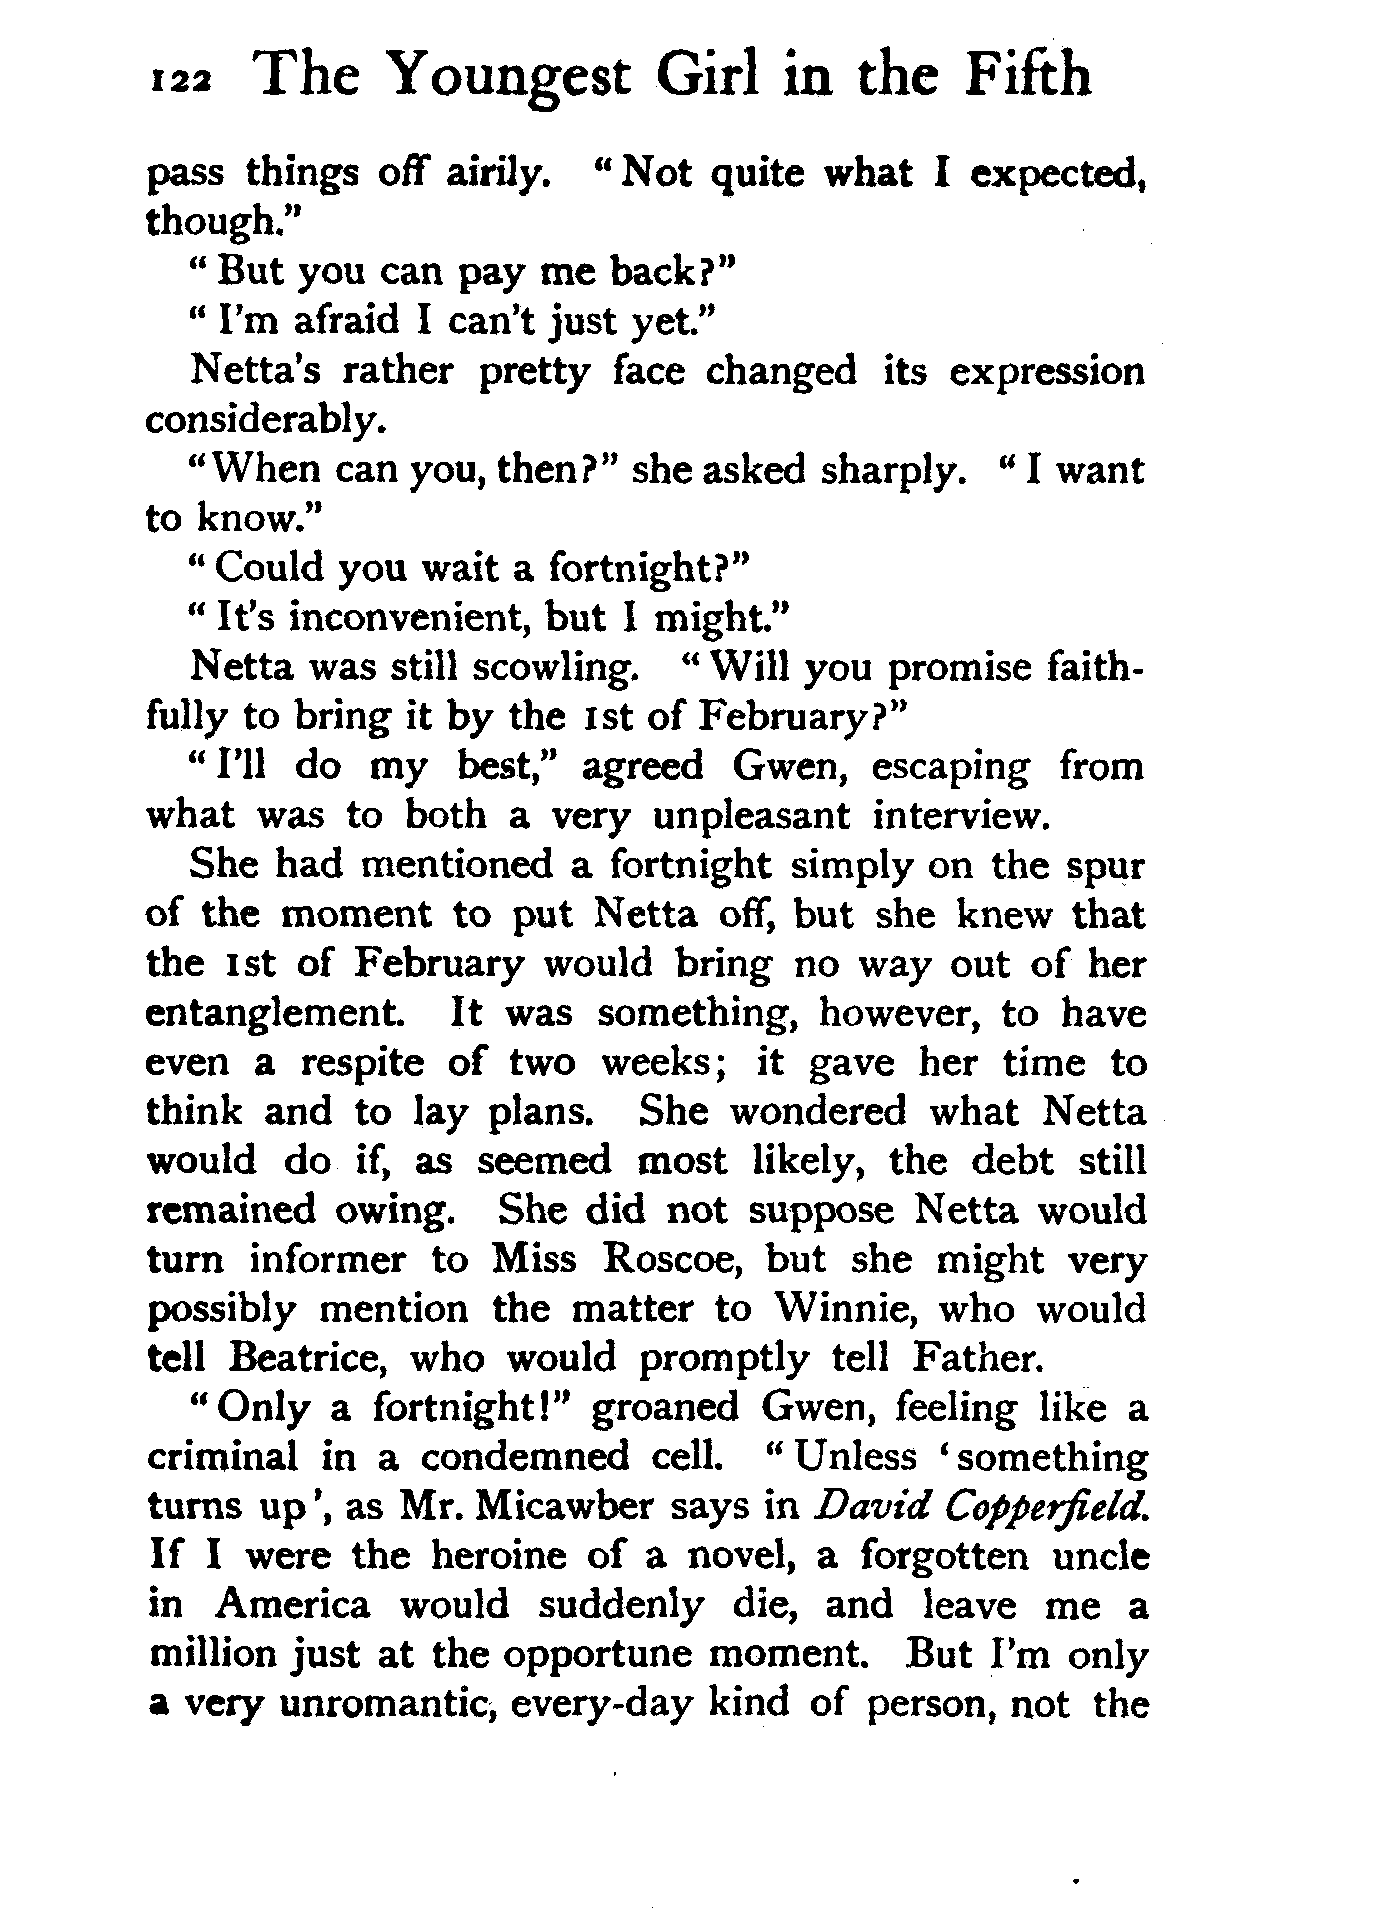 122 The Youngest Girl in the Fifth
pass things off airily. "Not quite what I expected,
though."
"But you can pay me back?"
"I'm afraid I can't just yet."
Netta's rather pretty face changed its expression
considerably.
"When can you, then?" she asked sharply. "I want
to know."
"Could you wait a fortnight?"
"It's inconvenient, but I might."
Netta was still scowling. "Will you promise faith-
fully to bring it by the 1st of February?"
"I'll do my best," agreed Gwen, escaping from
what was to both a very unpleasant interview.
She had mentioned a fortnight simply on the spur
of the moment to put Netta off, but she knew that
the 1st of February would bring no way out of her
entanglement. It was something, however, to have
even a respite of two weeks; it gave her time to
think and to lay plans. She wondered what Netta
would do if, as seemed most likely, the debt still
remained owing. She did not suppose Netta would
turn informer to Miss Roscoe, but she might very
possibly mention the matter to Winnie, who would
tell Beatrice, who would promptly tell Father.
"Only a fortnight!" groaned Gwen, feeling like a
criminal in a condemned cell. "Unless 'something
turns up', as Mr. Micawber says in David Copperfield.
If I were the heroine of a novel, a forgotten uncle
in America would suddenly die, and leave me a
million just at the opportune moment. But I'm only
a very unromantic, every-day kind of person, not the